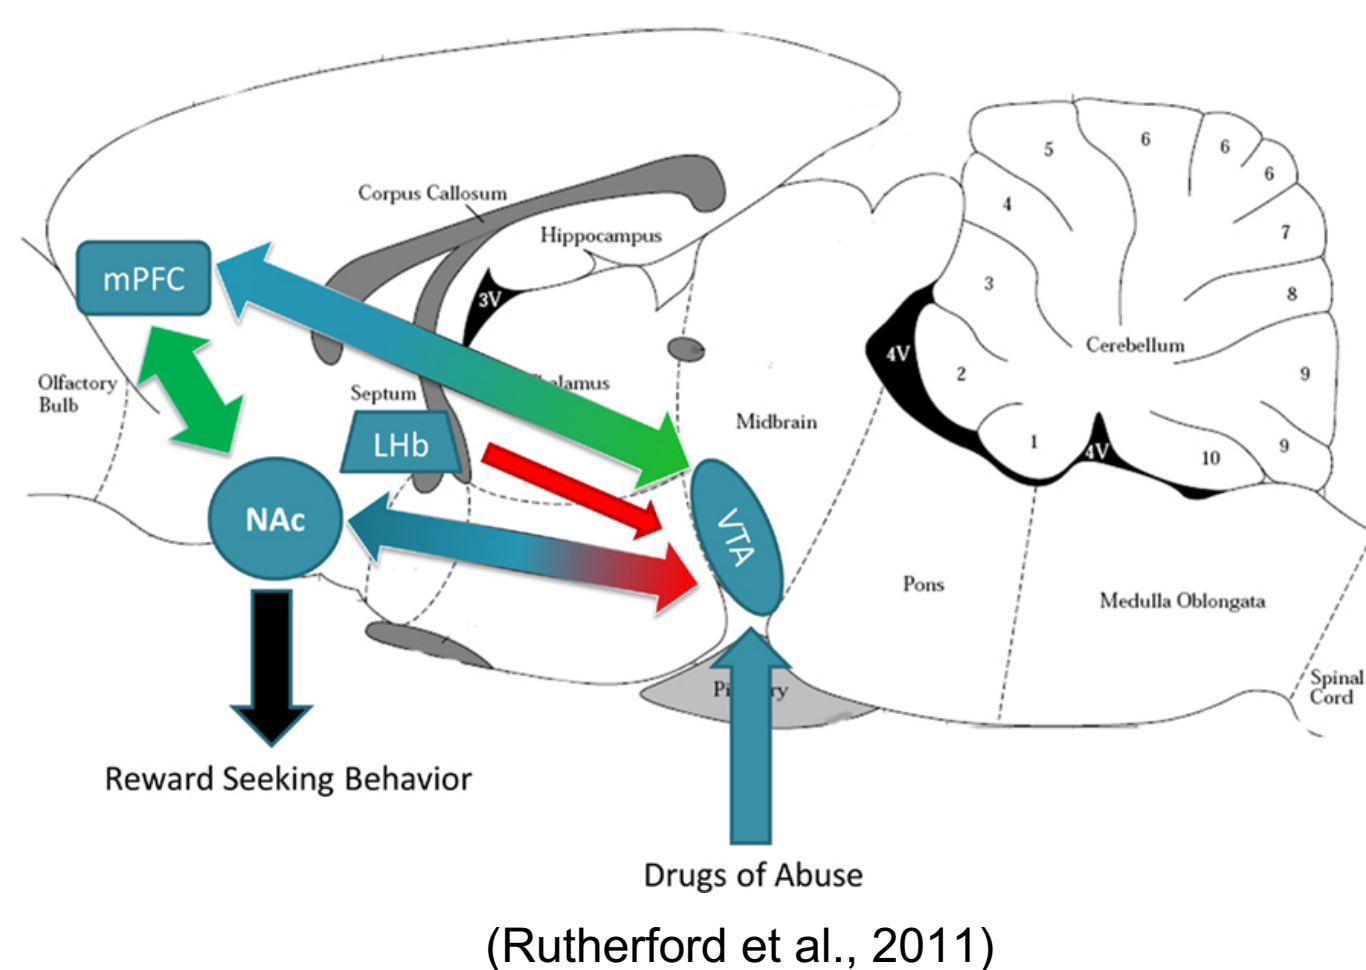 Corpus Callosum
Hippocampus
mPFC
3V
Olfactory
Bulb
Septum
LHb
NAc
VTA
Midbrain
5
6
6
6
4
7
3
8
Cerebellum
4V
2
9
1
4V
10
9
Pons
Medulla Oblongata
Spinal
Cord
Reward Seeking Behavior
Drugs of Abuse
(Rutherford et al., 2011)